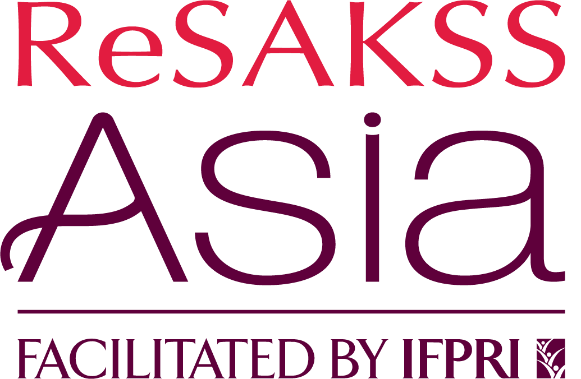 ReSAKSS
Asia
FACILITATED BY IFPRI